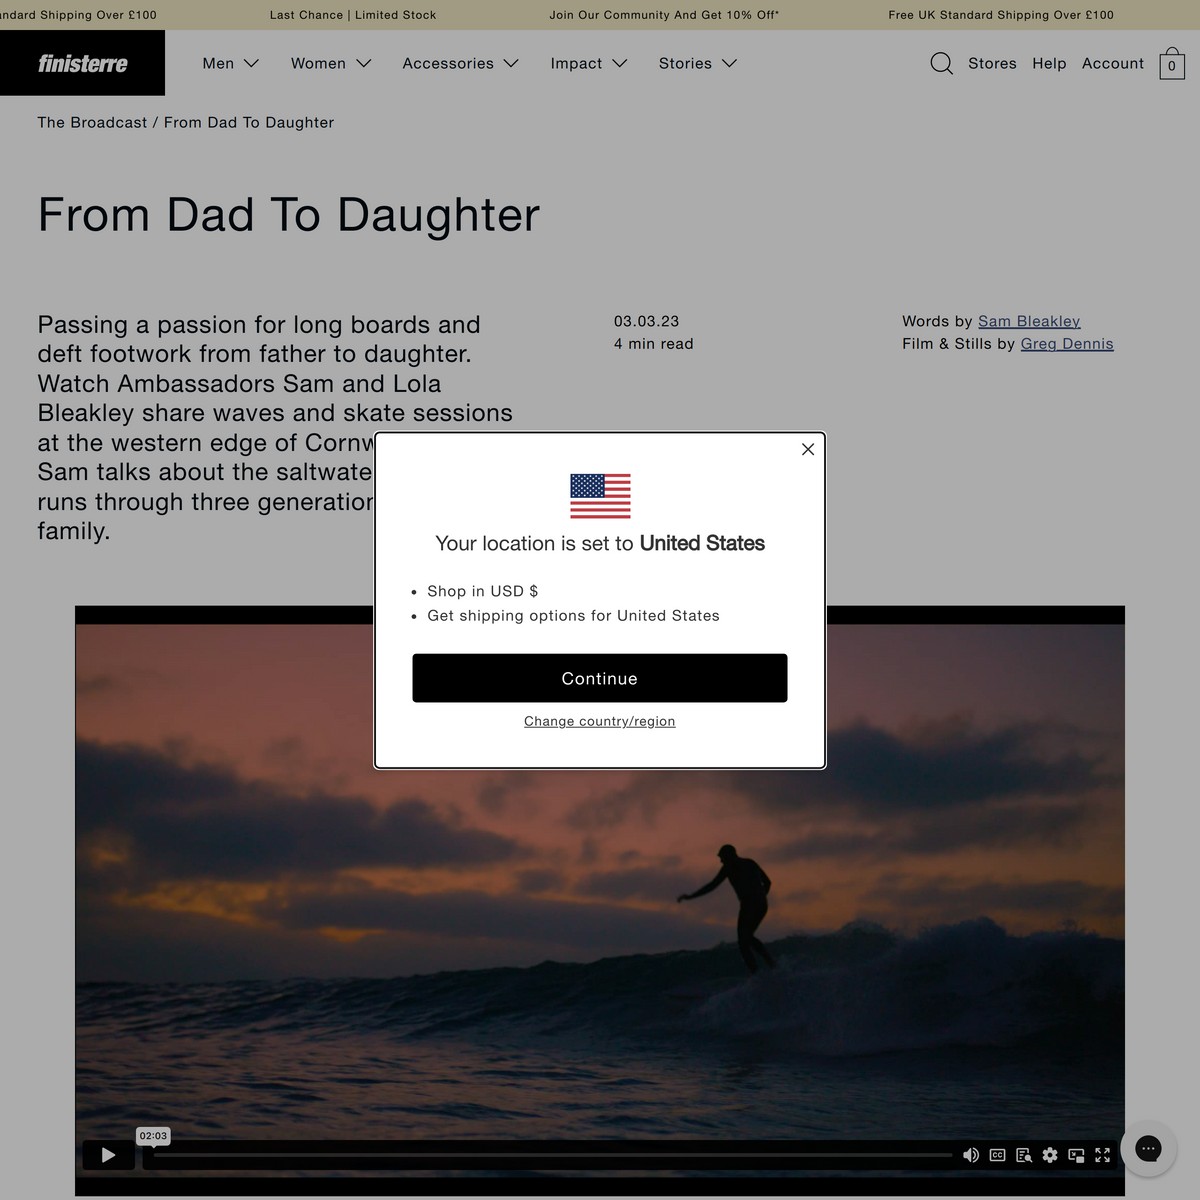 ndard Shipping Over £100
Last Chance | Limited Stock
Join Our Community And Get 10% Off*
Free UK Standard Shipping Over £100
finisterre
Men
Women
Accessories
Impact
Stories
Stores
Help
Account
0
The Broadcast / From Dad To Daughter
From Dad To Daughter
Passing a passion for long boards and
deft footwork from father to daughter.
Watch Ambassadors Sam and Lola
Bleakley share waves and skate sessions
at the western edge of Cornw
Sam talks about the saltwate
runs through three generation
family.
03.03.23
4 min read
Words by Sam Bleakley
Film & Stills by Greg Dennis
Your location is set to United States
• Shop in USD $
• Get shipping options for United States
Continue
Change country/region
02:03
CC